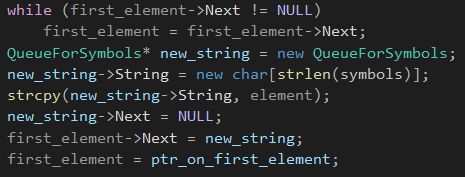 while (first_element->Next != NULL)
    first_element = first_element->Next;
QueueForSymbols* new_string = new QueueForSymbols;
new_string->String = new char[strlen(symbols)];
strcpy(new_string->String, element);
new_string->Next = NULL;
first_element->Next = new_string;
first_element = ptr_on_first_element;